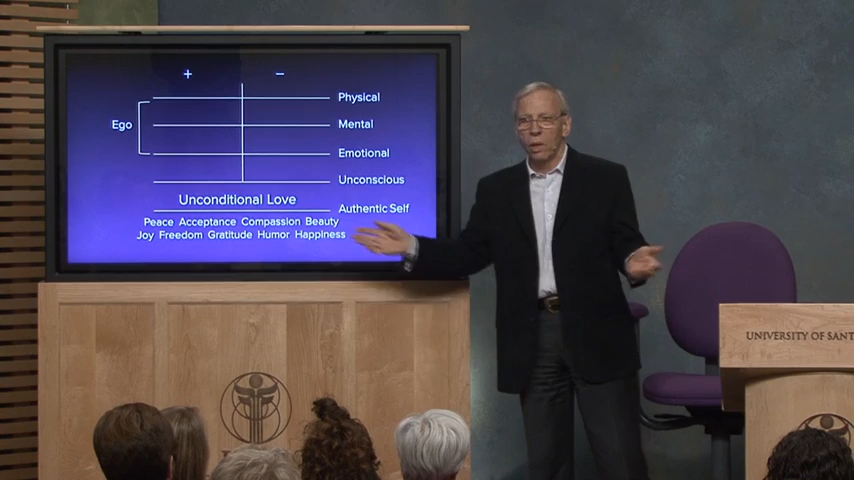 + −
Physical
Ego
Mental
Emotional
Unconscious
Unconditional Love
Authentic Self
Peace Acceptance Compassion Beauty
Joy Freedom Gratitude Humor Happiness
UNIVERSITY OF SANT